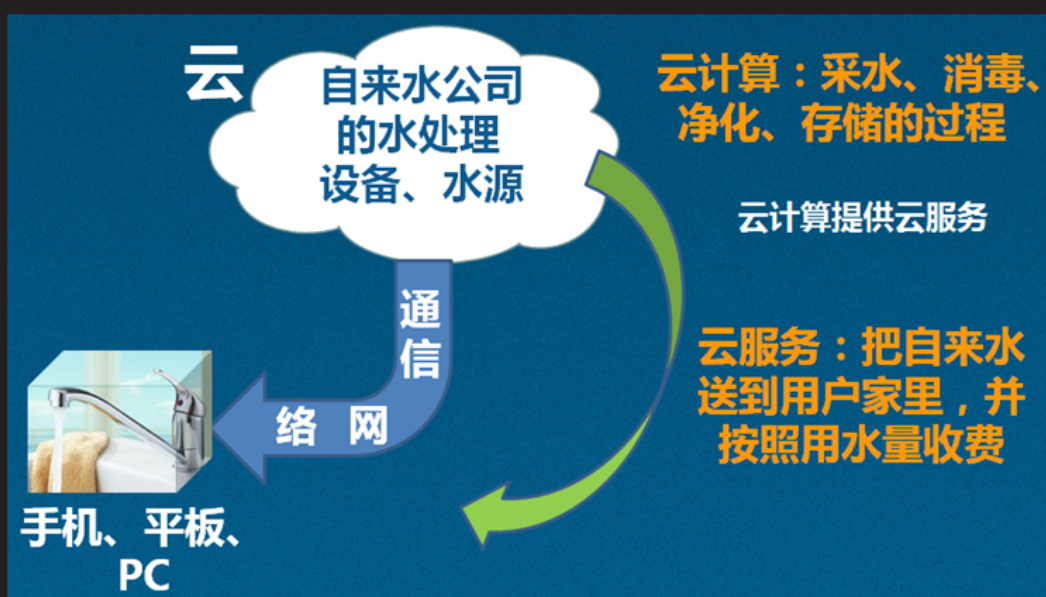 云
自来水公司
的水处理
设备、水源
云计算：采水、消毒、
净化、存储的过程
云计算提供云服务
通
信
络 网
云服务：把自来水
送到用户家里，并
按照用水量收费
手机、平板、
PC